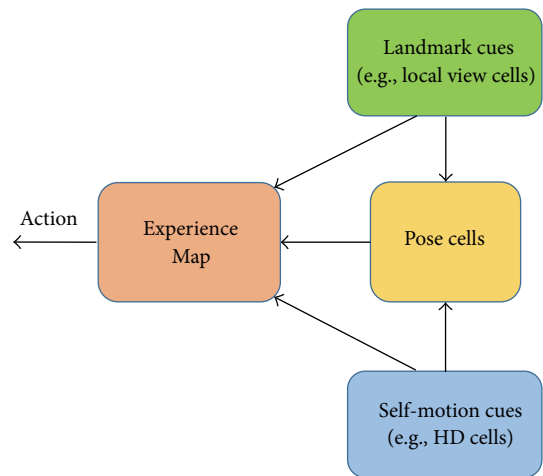 Landmark cues
(e.g., local view cells)
Action
Experience
Map
Pose cells
Self-motion cues
(e.g., HD cells)